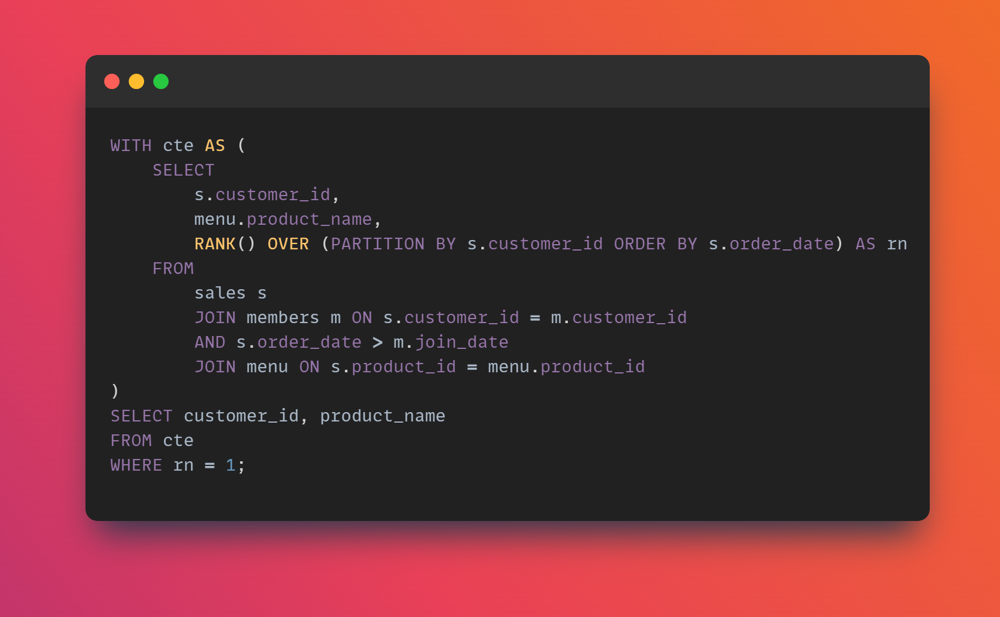 WITH cte AS (
    SELECT
        s.customer_id,
        menu.product_name,
        RANK() OVER (PARTITION BY s.customer_id ORDER BY s.order_date) AS rn
    FROM
        sales s
        JOIN members m ON s.customer_id = m.customer_id
        AND s.order_date > m.join_date
        JOIN menu ON s.product_id = menu.product_id
)
SELECT customer_id, product_name
FROM cte
WHERE rn = 1;